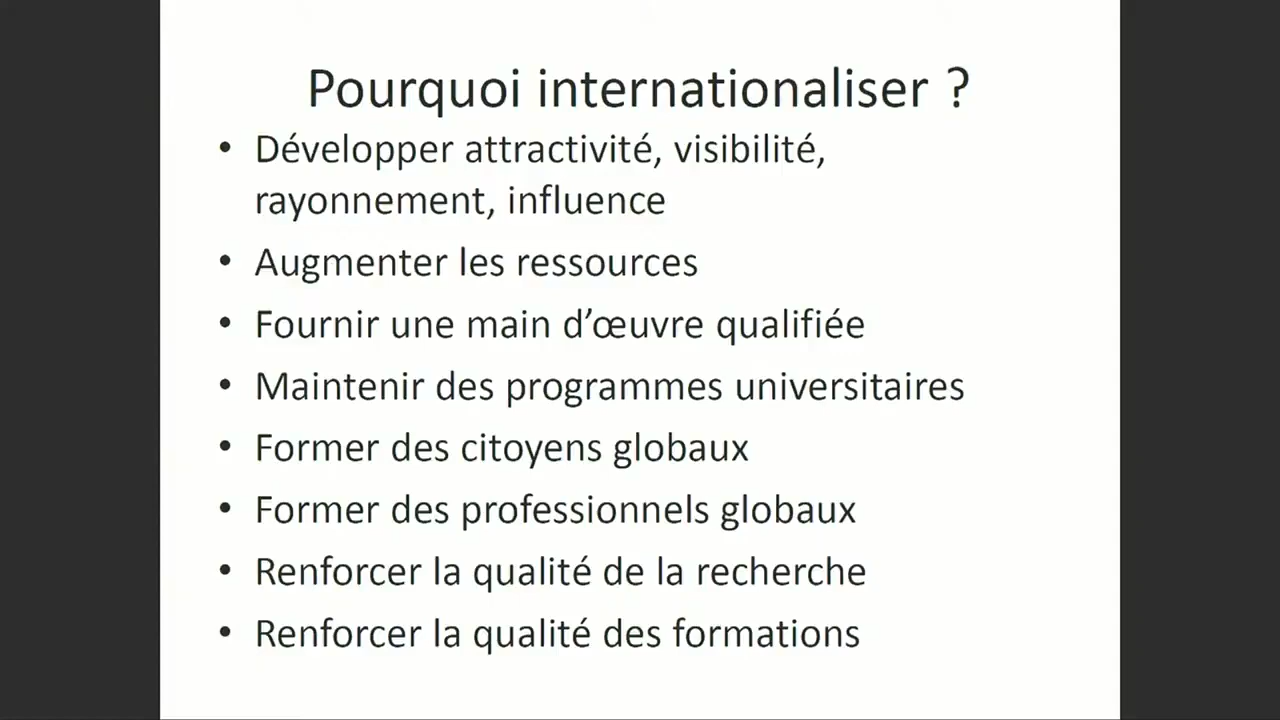 Pourquoi internationaliser ?
• Développer attractivité, visibilité,
rayonnement, influence
• Augmenter les ressources
• Fournir une main d’œuvre qualifiée
• Maintenir des programmes universitaires
• Former des citoyens globaux
• Former des professionnels globaux
• Renforcer la qualité de la recherche
• Renforcer la qualité des formations